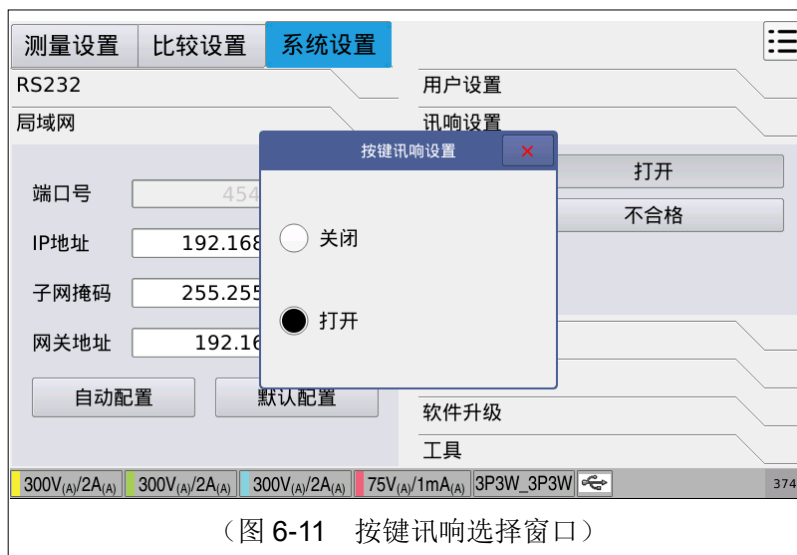 测量设置 比较设置 系统设置
RS232
用户设置
局域网
讯响设置
按键讯响设置
打开
端口号 454
不合格
IP地址 192.168
关闭
子网掩码 255.255
打开
网关地址 192.16
自动配置 默认配置
软件升级
工具
300V(A)/2A(A) 300V(A)/2A(A) 300V(A)/2A(A) 75V(A)/1mA(A) 3P3W_3P3W 374
（图 6-11 按键讯响选择窗口）